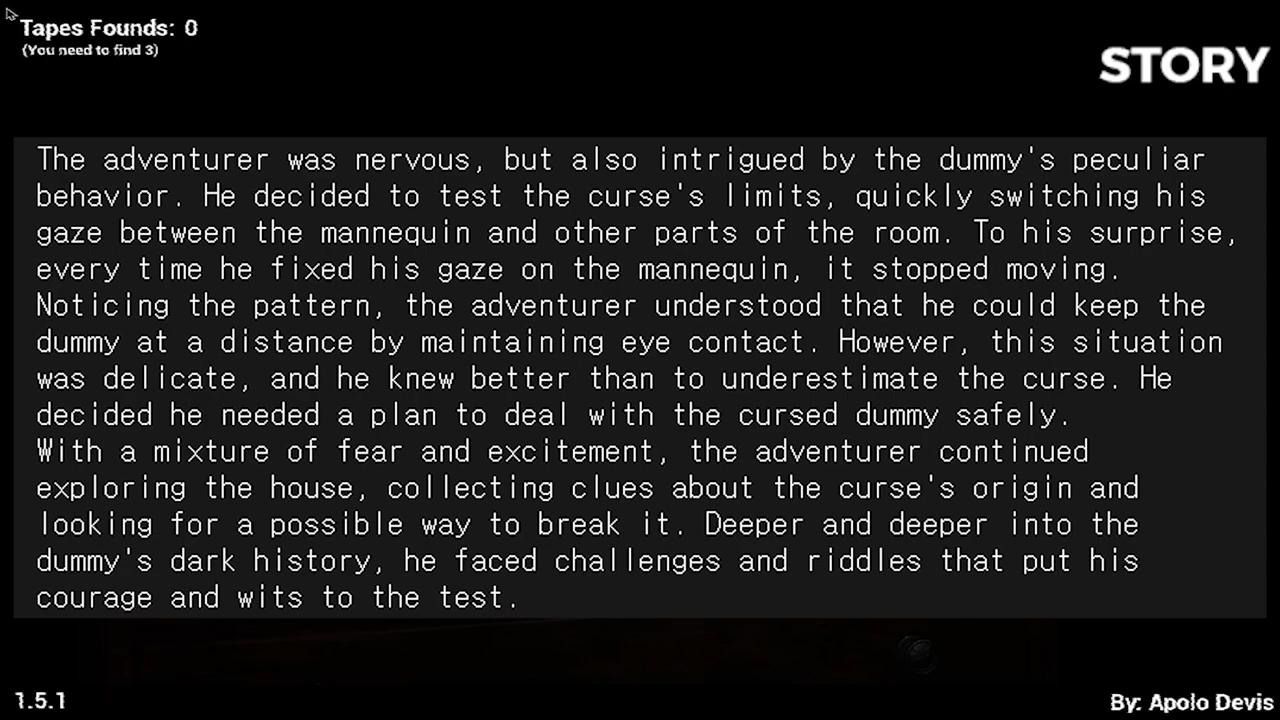 Tapes Founds: 0
(You need to find 3)
STORY
The adventurer was nervous, but also intrigued by the dummy's peculiar
behavior. He decided to test the curse's limits, quickly switching his
gaze between the mannequin and other parts of the room. To his surprise,
every time he fixed his gaze on the mannequin, it stopped moving.
Noticing the pattern, the adventurer understood that he could keep the
dummy at a distance by maintaining eye contact. However, this situation
was delicate, and he knew better than to underestimate the curse. He
decided he needed a plan to deal with the cursed dummy safely.
With a mixture of fear and excitement, the adventurer continued
exploring the house, collecting clues about the curse's origin and
looking for a possible way to break it. Deeper and deeper into the
dummy's dark history, he faced challenges and riddles that put his
courage and wits to the test.
1.5.1
By: Apolo Devis